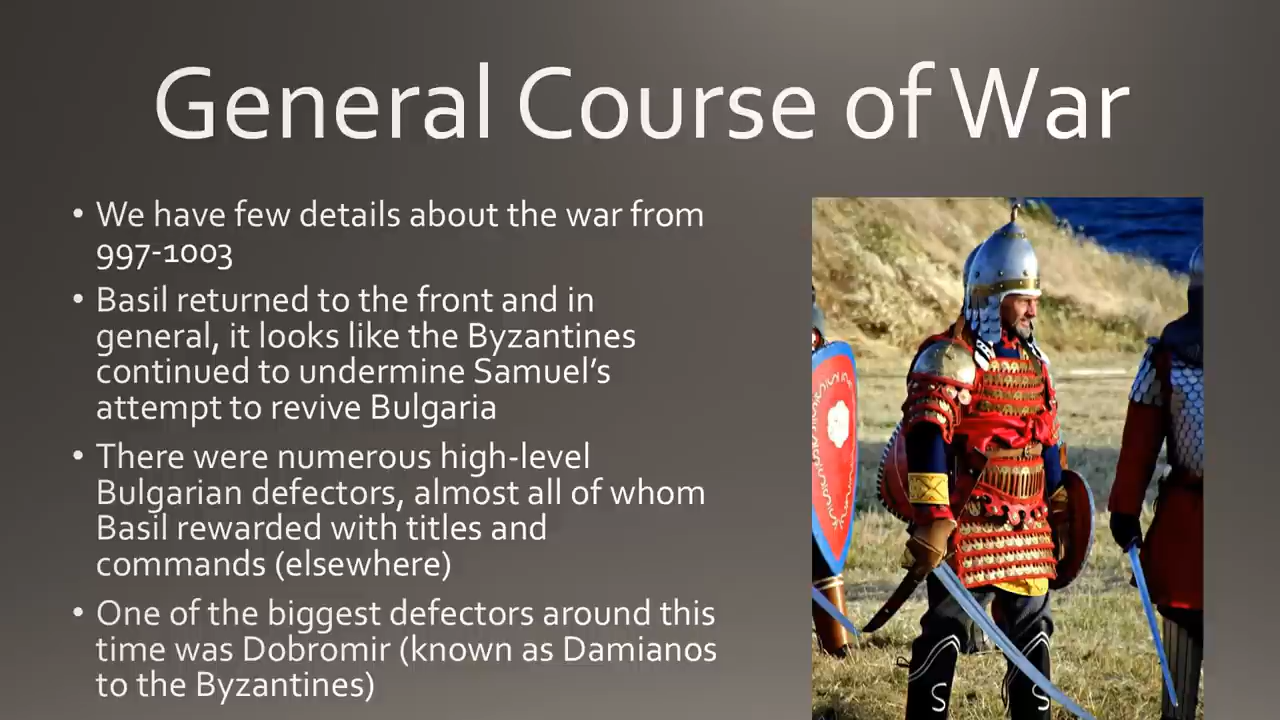 General Course of War
• We have few details about the war from
997-1003
• Basil returned to the front and in
general, it looks like the Byzantines
continued to undermine Samuel’s
attempt to revive Bulgaria
• There were numerous high-level
Bulgarian defectors, almost all of whom
Basil rewarded with titles and
commands (elsewhere)
• One of the biggest defectors around this
time was Dobromir (known as Damianos
to the Byzantines)